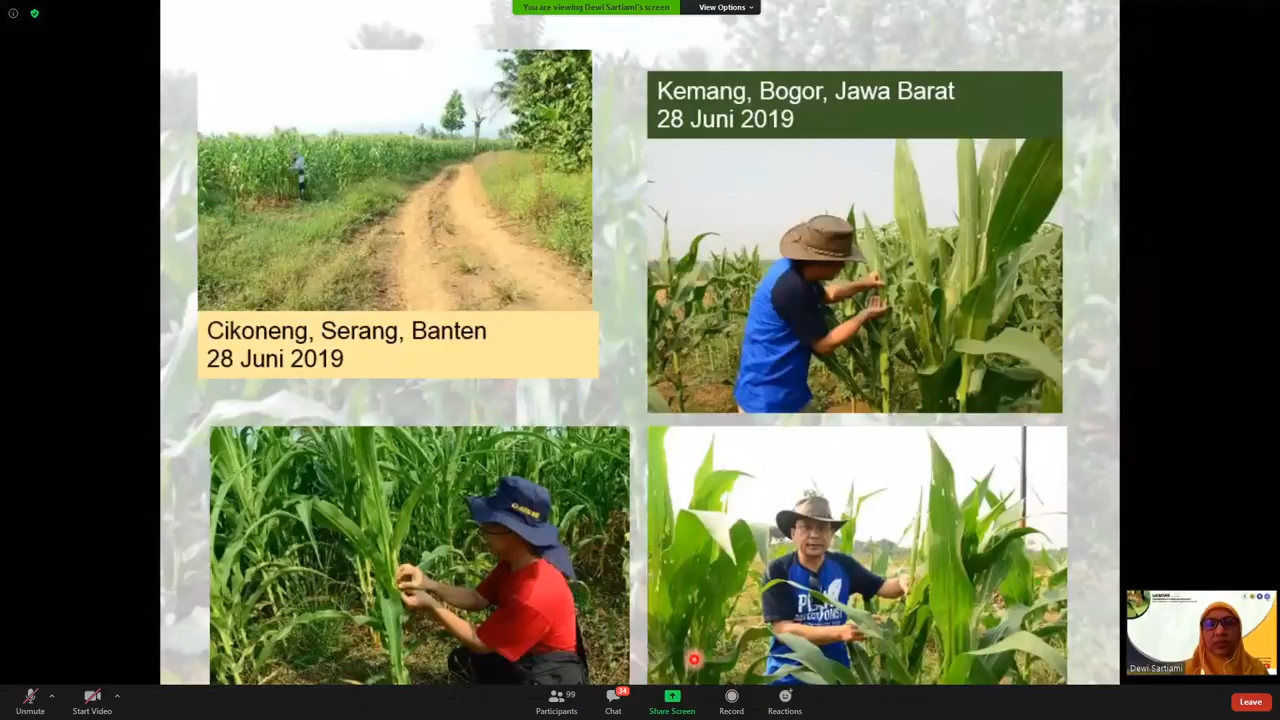 You are viewing Dewi Sartiami's screen
View Options
Kemang, Bogor, Jawa Barat
28 Juni 2019
Cikoneng, Serang, Banten
28 Juni 2019
Dewi Sartiami
Unmute
Start Video
99
Participants
34
Chat
Share Screen
Record
Reactions
Leave